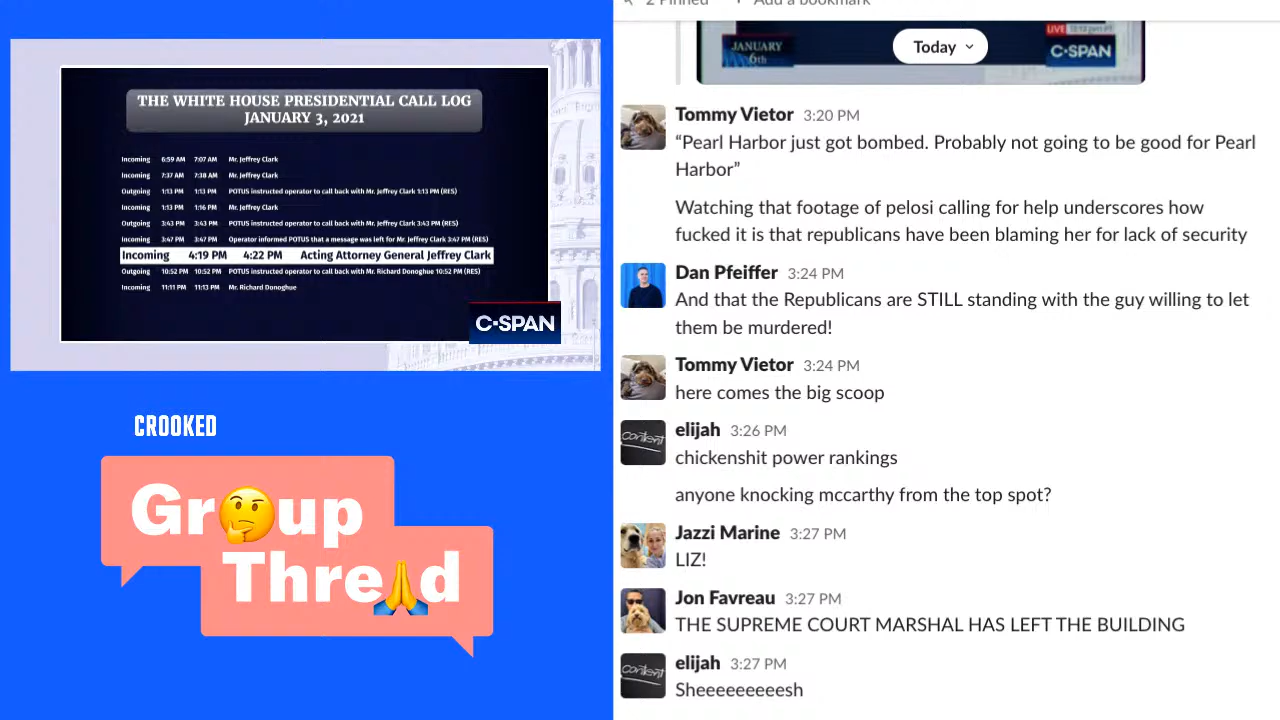 THE WHITE HOUSE PRESIDENTIAL CALL LOG
JANUARY 3, 2021
Incoming 6:59 AM 7:07 AM Mr. Jeffrey Clark
Incoming 7:37 AM 7:38 AM Mr. Jeffrey Clark
Outgoing 1:13 PM 1:13 PM POTUS instructed operator to call back with Mr. Jeffrey Clark 1:13 PM (RES)
Incoming 1:13 PM 1:16 PM Mr. Jeffrey Clark
Outgoing 3:43 PM 3:43 PM POTUS instructed operator to call back with Mr. Jeffrey Clark 3:43 PM (RES)
Incoming 3:47 PM 3:47 PM Operator informed POTUS that a message was left for Mr. Jeffrey Clark 3:47 PM (RES)
Incoming 4:19 PM 4:22 PM Acting Attorney General Jeffrey Clark
Outgoing 10:52 PM 10:52 PM POTUS instructed operator to call back with Mr. Richard Donoghue 10:52 PM (RES)
Incoming 11:11 PM 11:13 PM Mr. Richard Donoghue
C-SPAN
CROOKED
Gr🤔up
Thre🙏d
2 Pinned + Add a bookmark
Today
LIVE
JANUARY
6th
C-SPAN
Tommy Vietor 3:20 PM
“Pearl Harbor just got bombed. Probably not going to be good for Pearl
Harbor”
Watching that footage of pelosi calling for help underscores how
fucked it is that republicans have been blaming her for lack of security
Dan Pfeiffer 3:24 PM
And that the Republicans are STILL standing with the guy willing to let
them be murdered!
Tommy Vietor 3:24 PM
here comes the big scoop
elijah 3:26 PM
content
chickenshit power rankings
anyone knocking mccarthy from the top spot?
Jazzi Marine 3:27 PM
LIZ!
Jon Favreau 3:27 PM
THE SUPREME COURT MARSHAL HAS LEFT THE BUILDING
elijah 3:27 PM
content
Sheeeeeeeeesh